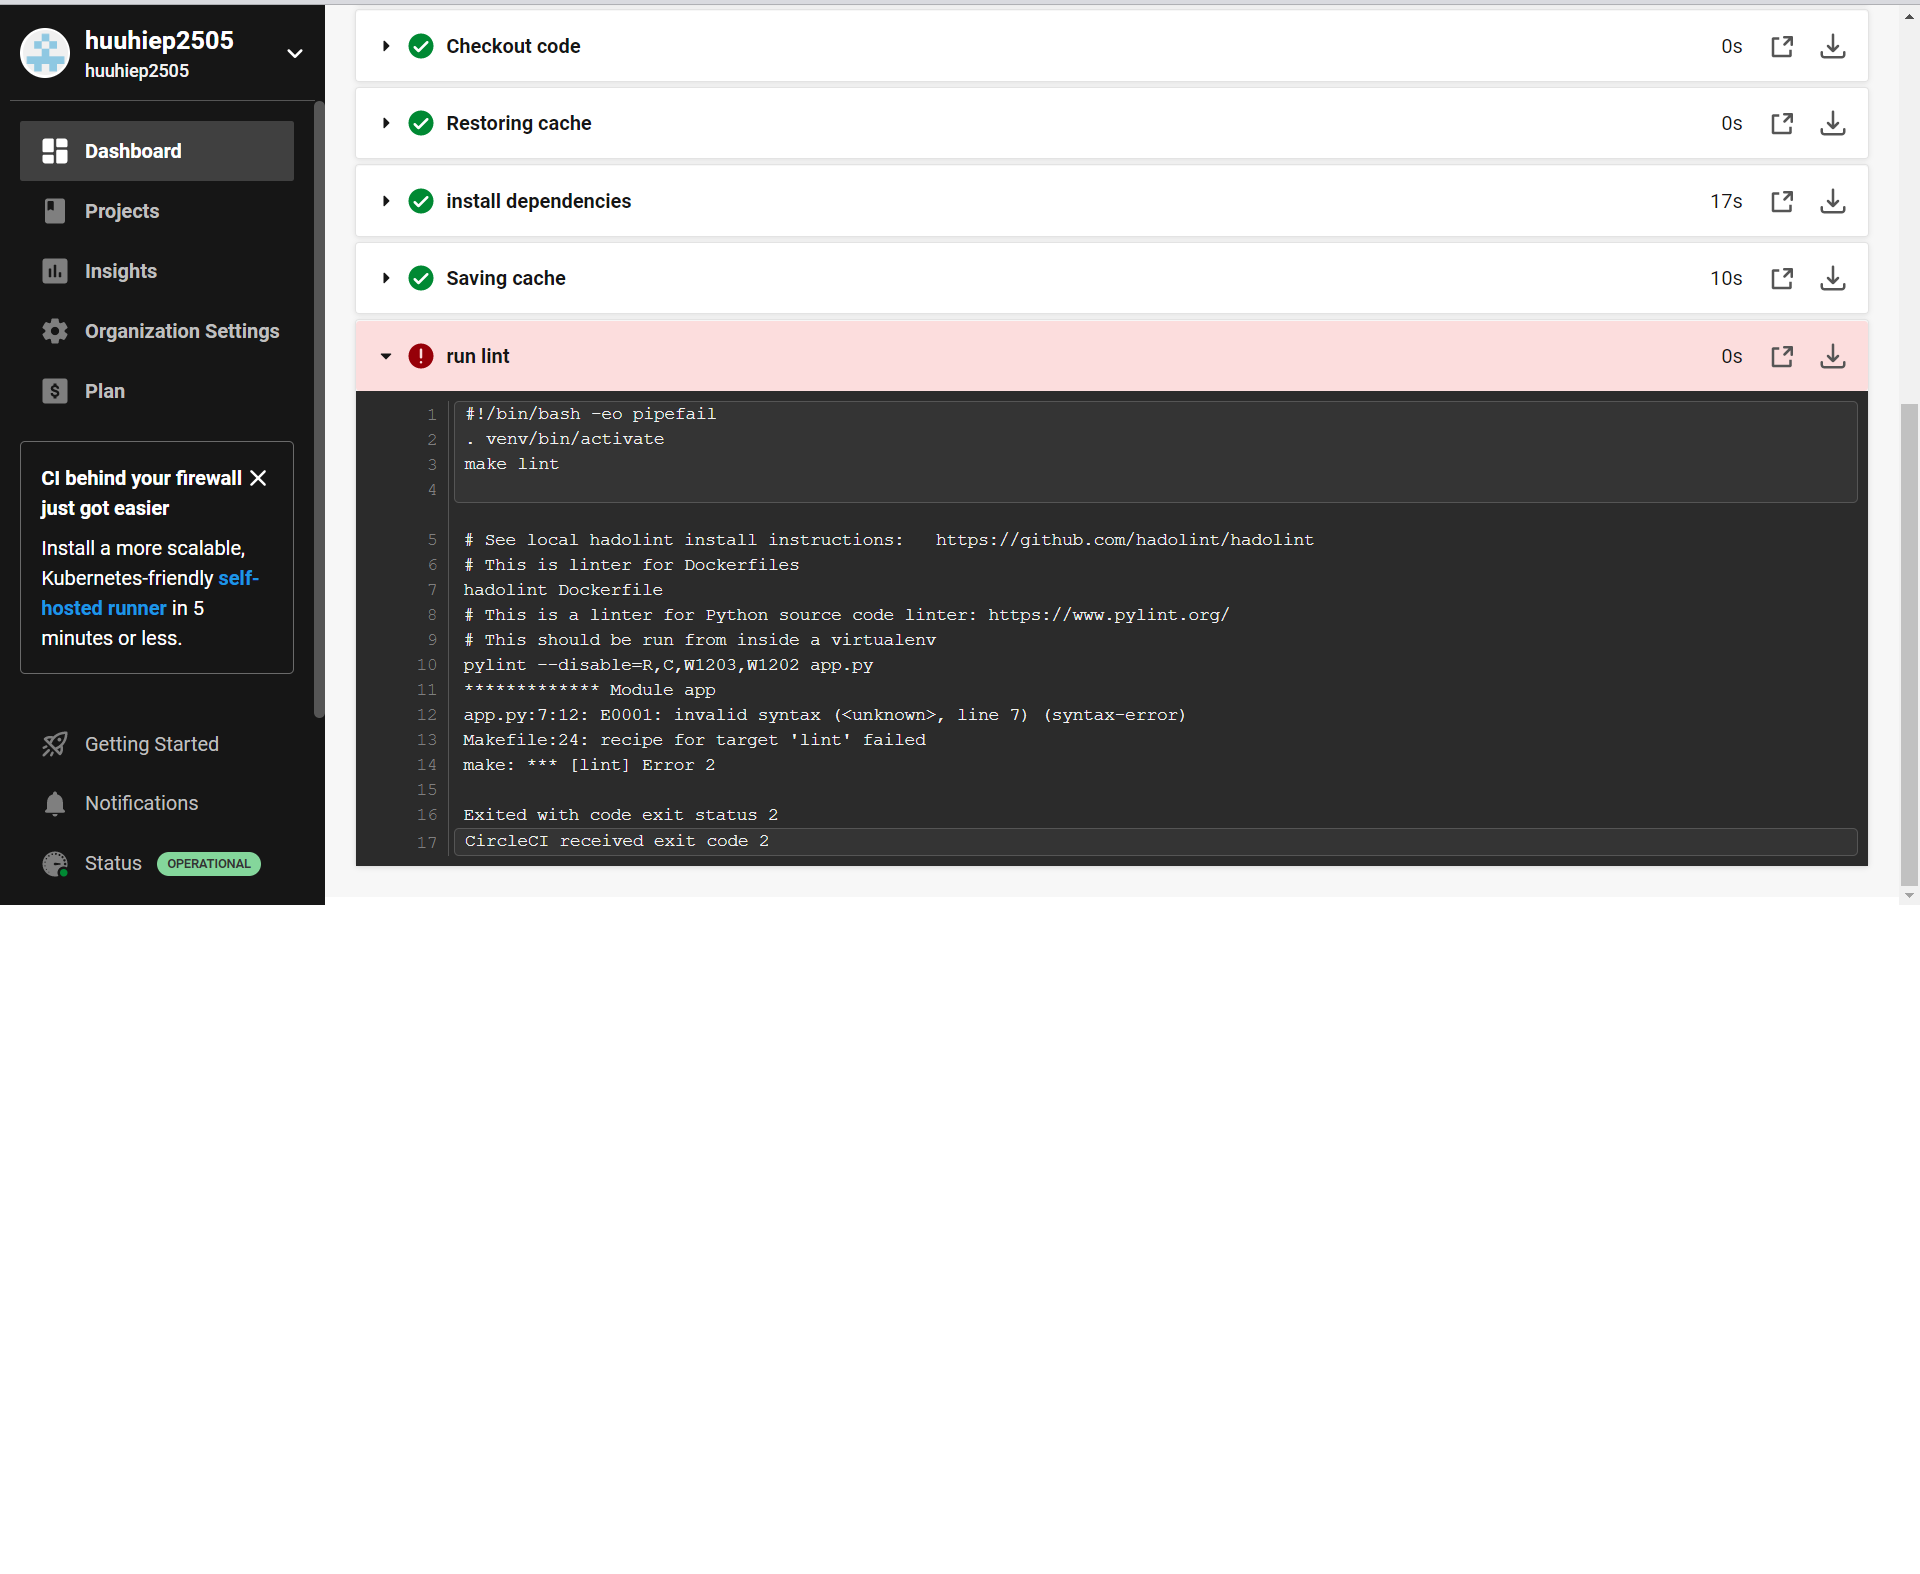 huuhiep2505
huuhiep2505
Dashboard
Projects
Insights
Organization Settings
Plan
CI behind your firewall
just got easier
Install a more scalable,
Kubernetes-friendly self-
hosted runner in 5
minutes or less.
Getting Started
Notifications
Status OPERATIONAL
Checkout code 0s
Restoring cache 0s
install dependencies 17s
Saving cache 10s
run lint 0s
1 #!/bin/bash -eo pipefail
2 . venv/bin/activate
3 make lint
4
5 # See local hadolint install instructions:   https://github.com/hadolint/hadolint
6 # This is linter for Dockerfiles
7 hadolint Dockerfile
8 # This is a linter for Python source code linter: https://www.pylint.org/
9 # This should be run from inside a virtualenv
10 pylint --disable=R,C,W1203,W1202 app.py
11 ************* Module app
12 app.py:7:12: E0001: invalid syntax (<unknown>, line 7) (syntax-error)
13 Makefile:24: recipe for target 'lint' failed
14 make: *** [lint] Error 2
15
16 Exited with code exit status 2
17 CircleCI received exit code 2